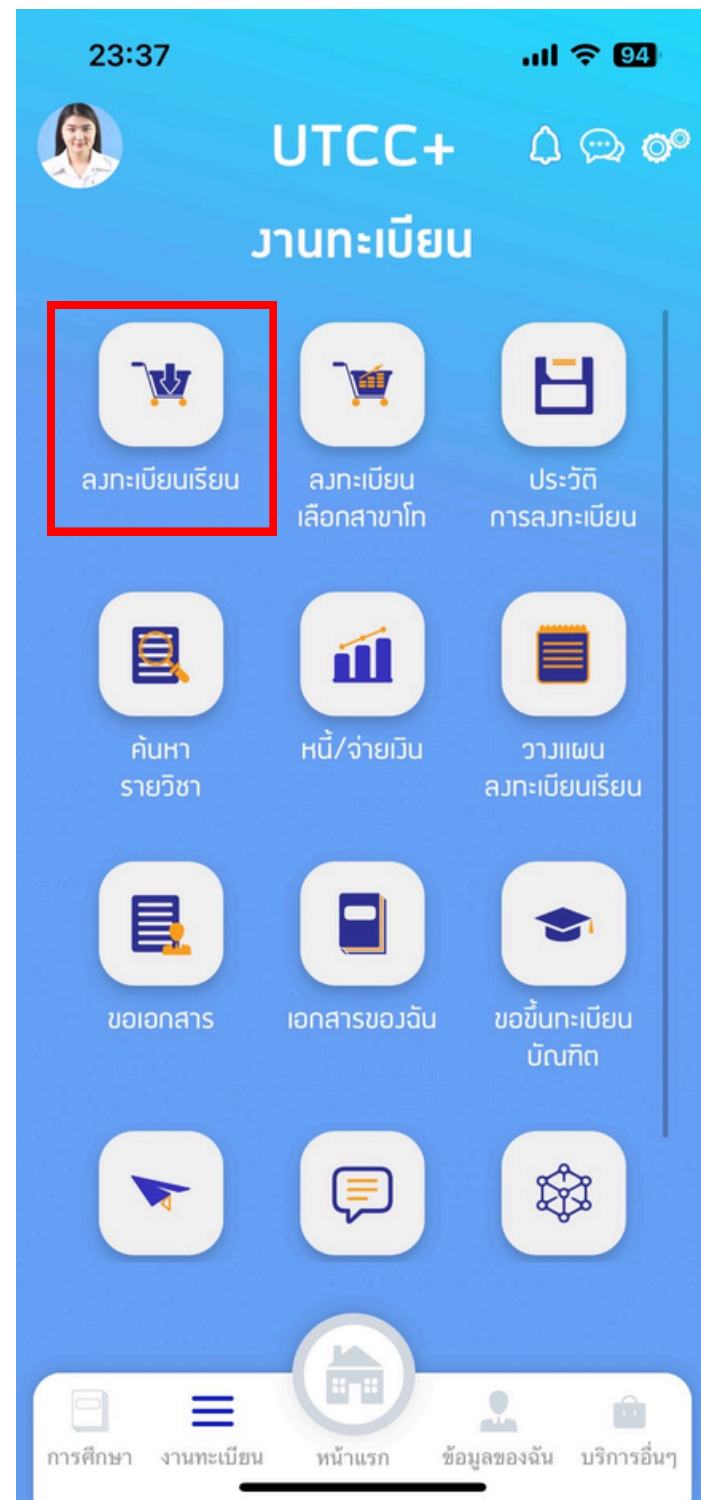 23:37
94
UTCC+
งานทะเบียน
ลงทะเบียนเรียน
ลงทะเบียน
เลือกสาขาโท
ประวัติ
การลงทะเบียน
ค้นหา
รายวิชา
หนี้/จ่ายเงิน
วางแผน
ลงทะเบียนเรียน
ขอเอกสาร
เอกสารของฉัน
ขอขึ้นทะเบียน
บัณฑิต
การศึกษา
งานทะเบียน
หน้าแรก
ข้อมูลของฉัน
บริการอื่นๆ